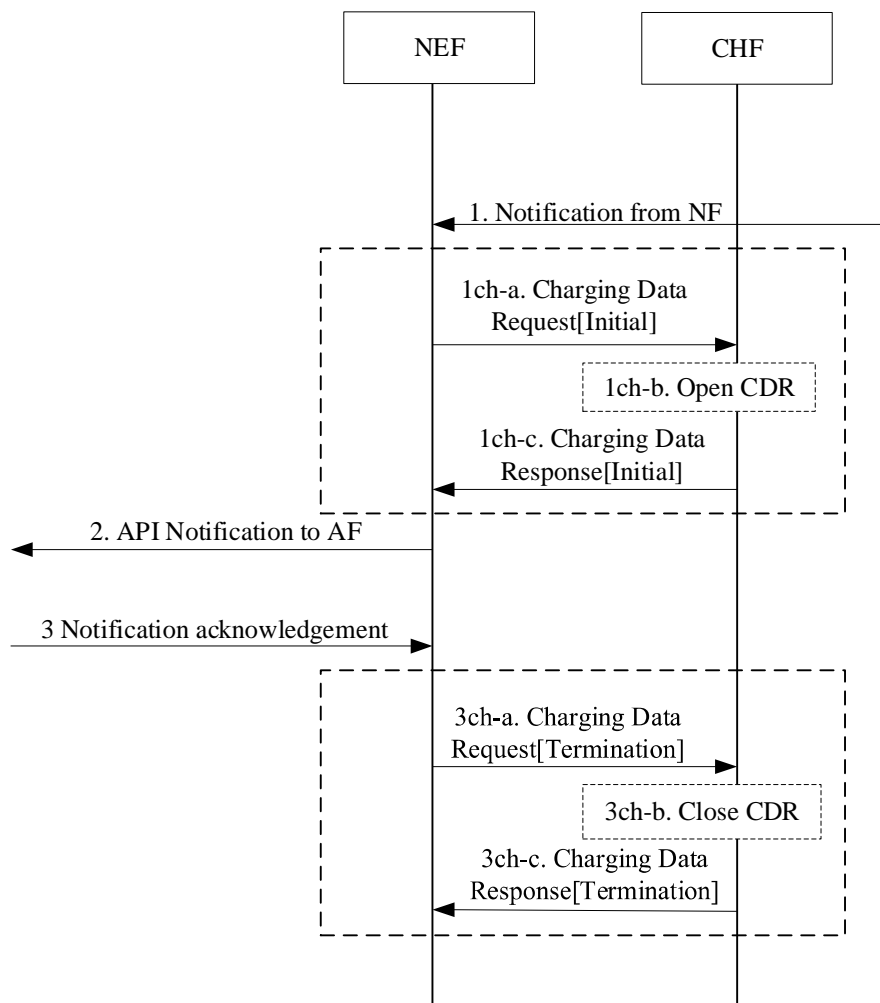 NEF
CHF
1. Notification from NF
1ch-a. Charging Data
Request[Initial]
1ch-b. Open CDR
1ch-c. Charging Data
Response[Initial]
2. API Notification to AF
3 Notification acknowledgement
3ch-a. Charging Data
Request[Termination]
3ch-b. Close CDR
3ch-c. Charging Data
Response[Termination]